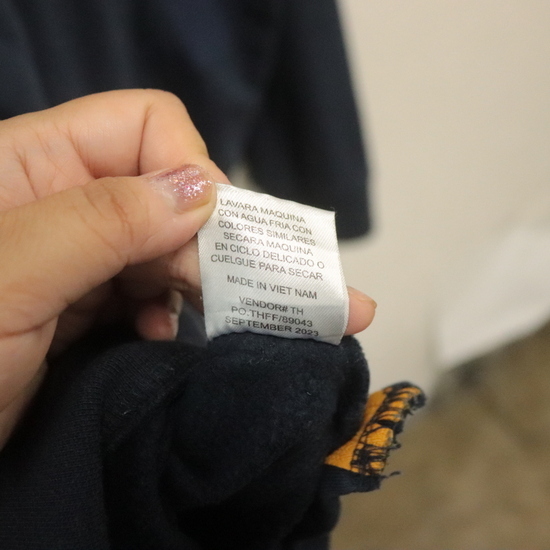 LAVARA MAQUINA
CON AGUA FRIA CON
COLORES SIMILARES
SECARA MAQUINA
EN CICLO DELICADO O
CUELGUE PARA SECAR
MADE IN VIET NAM
VENDOR# TH
PO.THFF/89043
SEPTEMBER 2023